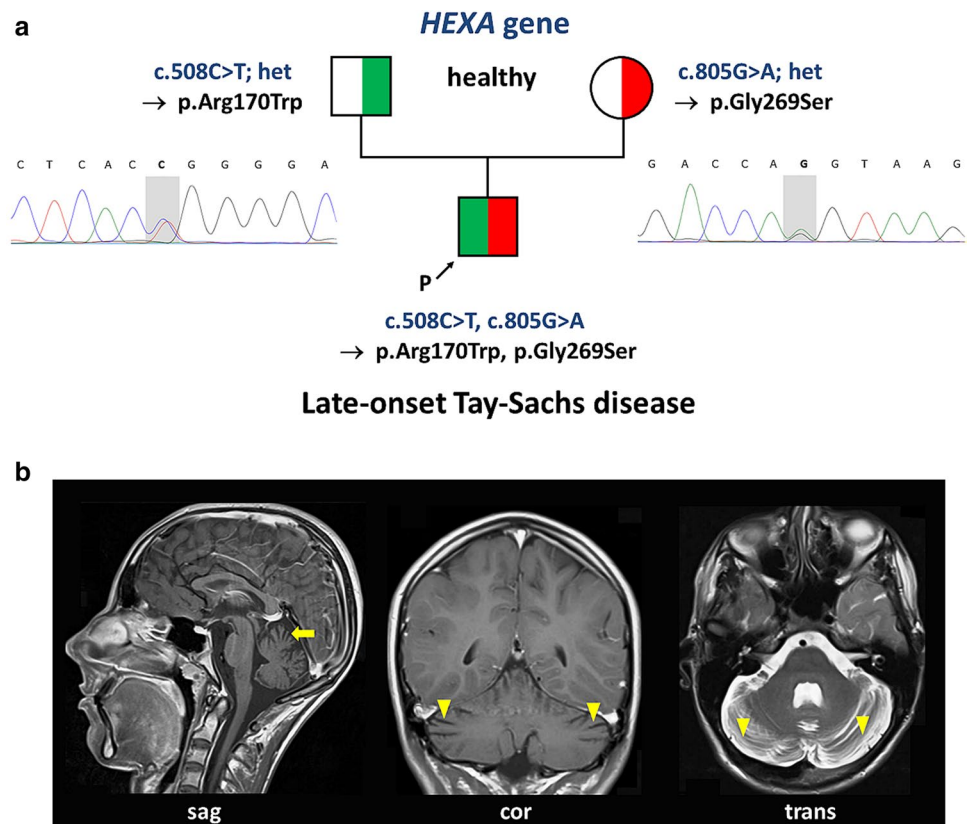 a
HEXA gene
c.508C>T; het
→ p.Arg170Trp
healthy
c.805G>A; het
→ p.Gly269Ser
C T C A C C G G G G A
G A C C A G G T A A G
P
c.508C>T, c.805G>A
→ p.Arg170Trp, p.Gly269Ser
Late-onset Tay-Sachs disease
b
sag
cor
trans